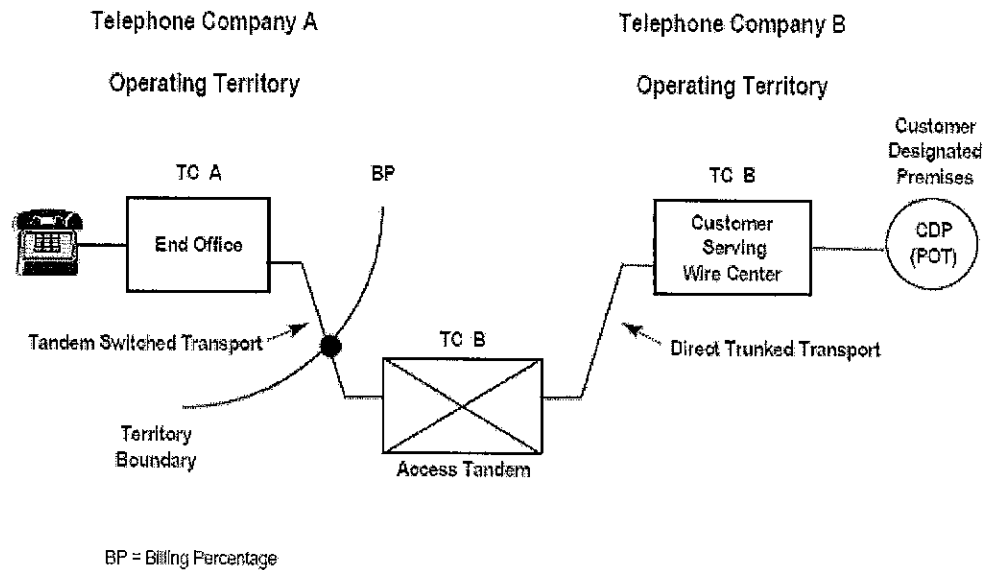 Telephone Company A
Operating Territory
Telephone Company B
Operating Territory
TC A
End Office
BP
TC B
Customer
Serving
Wire Center
Customer
Designated
Premises
CDP
(POT)
Tandem Switched Transport
TC B
Direct Trunked Transport
Territory
Boundary
Access Tandem
BP = Billing Percentage